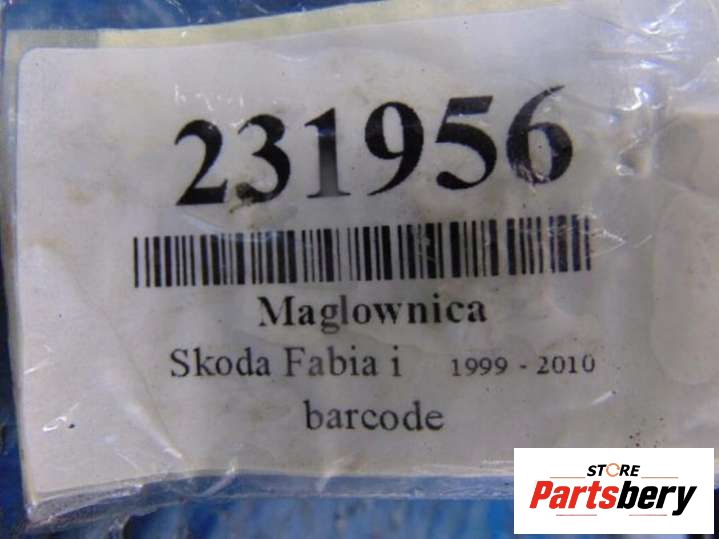 231956
Maglownica
Skoda Fabia i 1999 - 2010
barcode
STORE
Partsbery